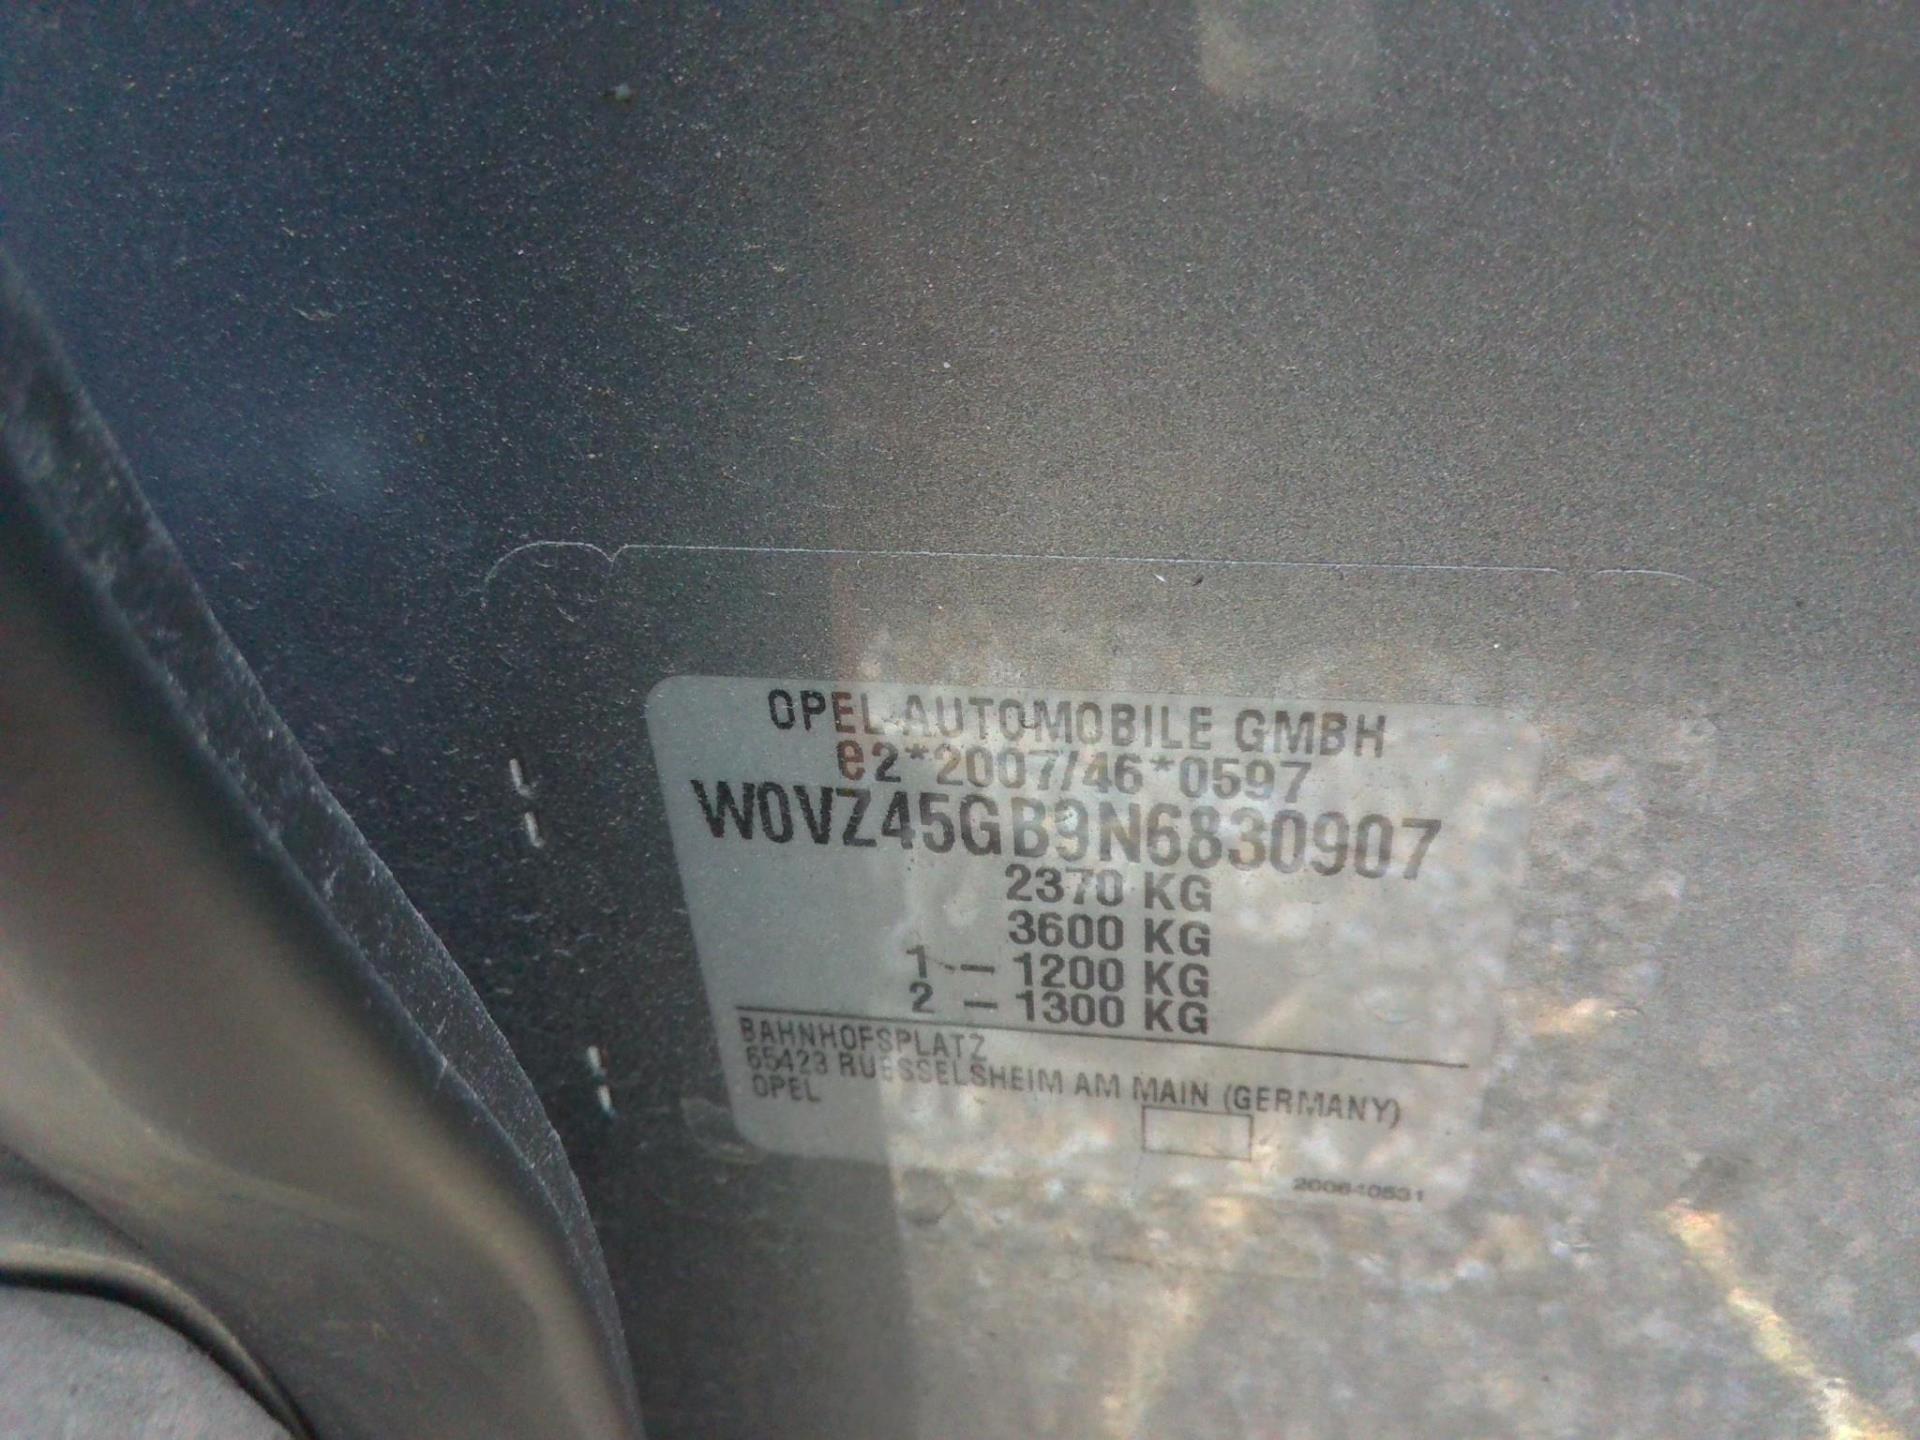 OPEL AUTOMOBILE GMBH
e2*2007/46*0597
W0VZ45GB9N6830907
2370 KG
3600 KG
1 - 1200 KG
2 - 1300 KG
BAHNHOFSPLATZ
65423 RUESSELSHEIM AM MAIN (GERMANY)
OPEL
200610531